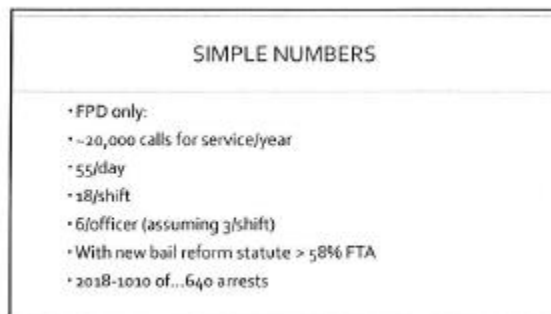 SIMPLE NUMBERS
• FPD only:
• ~20,000 calls for service/year
• 55/day
• 18/shift
• 6/officer (assuming 3/shift)
• With new bail reform statute > 58% FTA
• 2018-1010 of...640 arrests